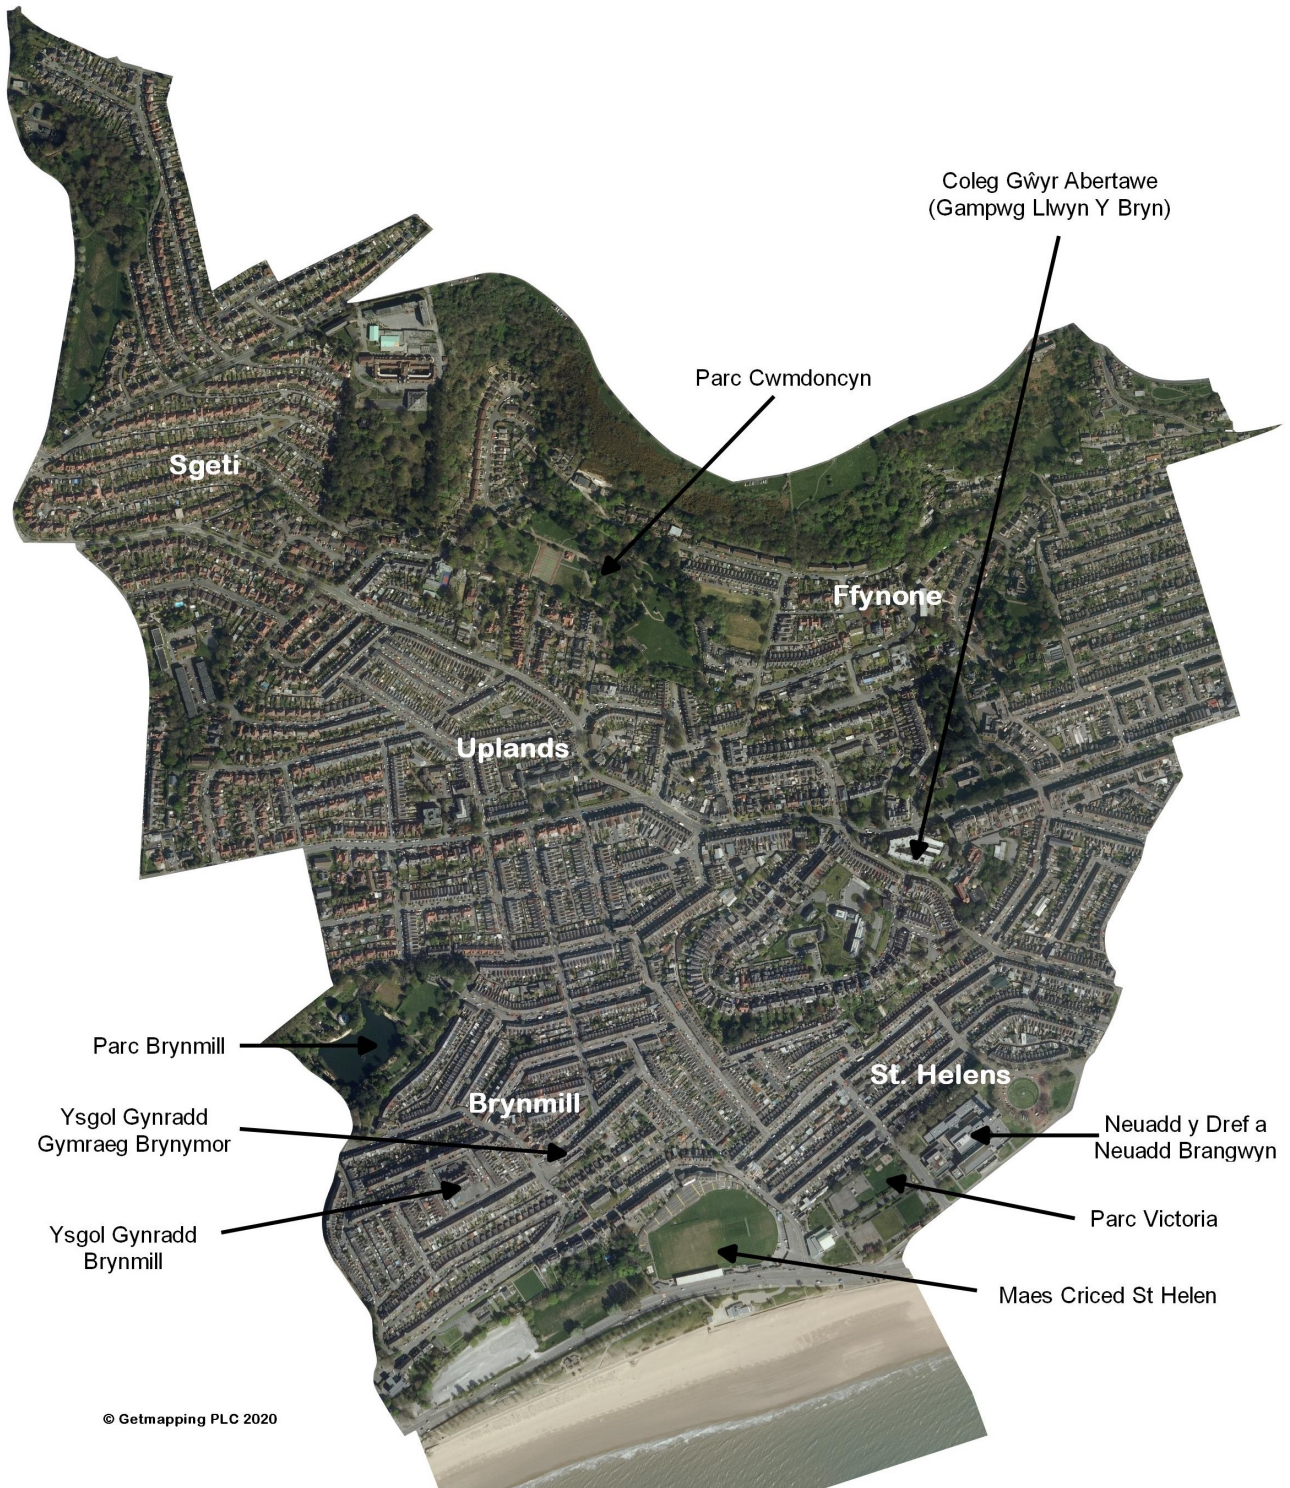 Coleg Gŵyr Abertawe
(Gampwg Llwyn Y Bryn)
Parc Cwmdoncyn
Sgeti
Ffynone
Uplands
Parc Brynmill
St. Helens
Brynmill
Ysgol Gynradd
Gymraeg Brynymor
Neuadd y Dref a
Neuadd Brangwyn
Parc Victoria
Ysgol Gynradd
Brynmill
Maes Criced St Helen
© Getmapping PLC 2020